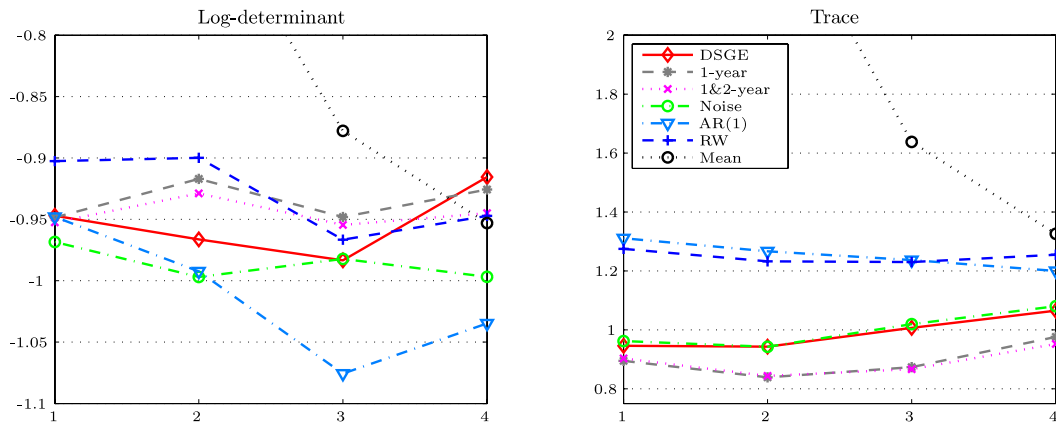 Log-determinant
-0.8
-0.85
-0.9
-0.95
-1
-1.05
-1.1
1
2
3
4
Trace
2
1.8
1.6
1.4
1.2
1
0.8
1
2
3
4
DSGE
1-year
1&2-year
Noise
AR(1)
RW
Mean